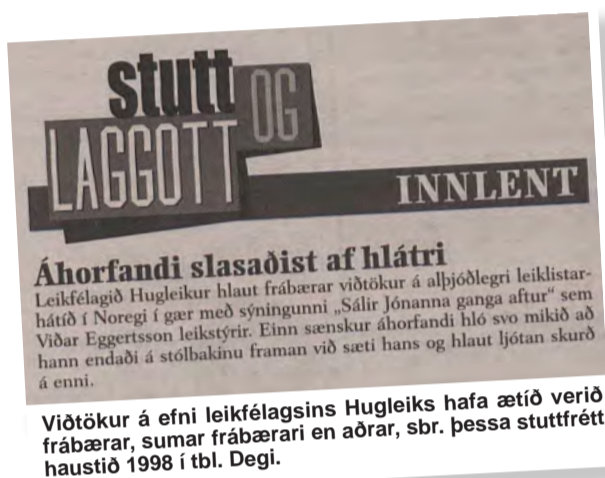 stutt
OG
LAGGOTT
INNLENT
Áhorfandi slasaðist af hlátri
Leikfélagið Hugleikur hlaut frábærar viðtökur á alþjóðlegri leiklistar-
hátíð í Noregi í gær með sýningunni „Sálir Jónanna ganga aftur“ sem
Viðar Eggertsson leikstýrir. Einn sænskur áhorfandi hló svo mikið að
hann endaði á stólbakinu framan við sæti hans og hlaut ljótan skurð
á enni.
Viðtökur á efni leikfélagsins Hugleiks hafa ætíð verið
frábærar, sumar frábærari en aðrar, sbr. þessa stuttfrétt
haustið 1998 í tbl. Degi.